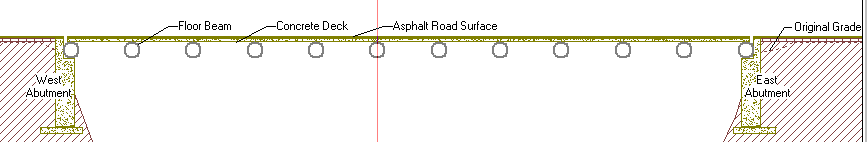 Floor Beam
Concrete Deck
Asphalt Road Surface
Original Grade
West
Abutment
East
Abutment